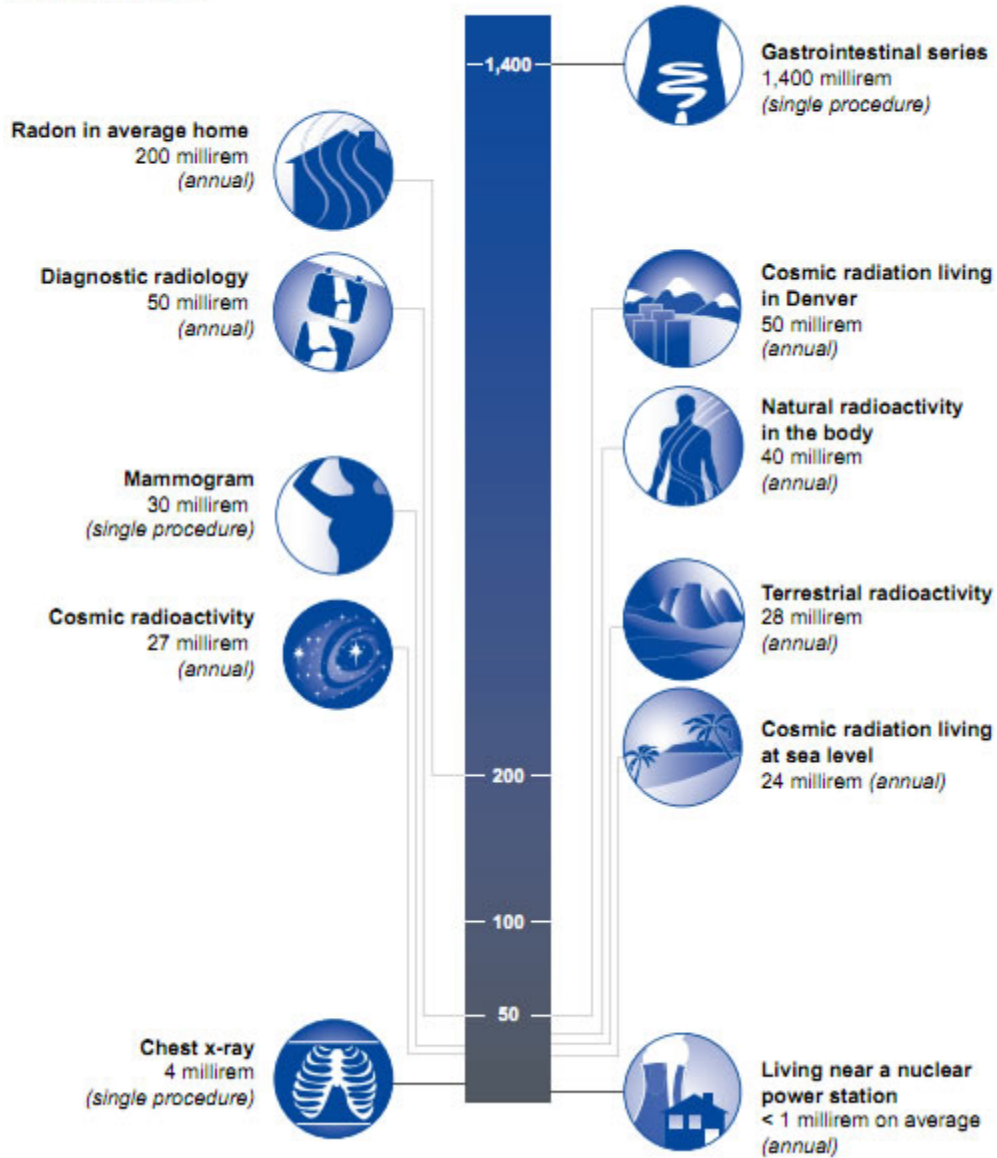 1,400
Gastrointestinal series
1,400 millirem
(single procedure)
Radon in average home
200 millirem
(annual)
Diagnostic radiology
50 millirem
(annual)
Cosmic radiation living
in Denver
50 millirem
(annual)
Natural radioactivity
in the body
40 millirem
(annual)
Mammogram
30 millirem
(single procedure)
Terrestrial radioactivity
28 millirem
(annual)
Cosmic radioactivity
27 millirem
(annual)
Cosmic radiation living
at sea level
24 millirem (annual)
200
100
50
Chest x-ray
4 millirem
(single procedure)
Living near a nuclear
power station
< 1 millirem on average
(annual)